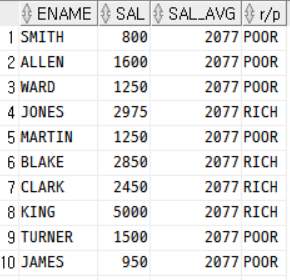 ENAME SAL SAL_AVG r/p
1 SMITH 800 2077 POOR
2 ALLEN 1600 2077 POOR
3 WARD 1250 2077 POOR
4 JONES 2975 2077 RICH
5 MARTIN 1250 2077 POOR
6 BLAKE 2850 2077 RICH
7 CLARK 2450 2077 RICH
8 KING 5000 2077 RICH
9 TURNER 1500 2077 POOR
10 JAMES 950 2077 POOR